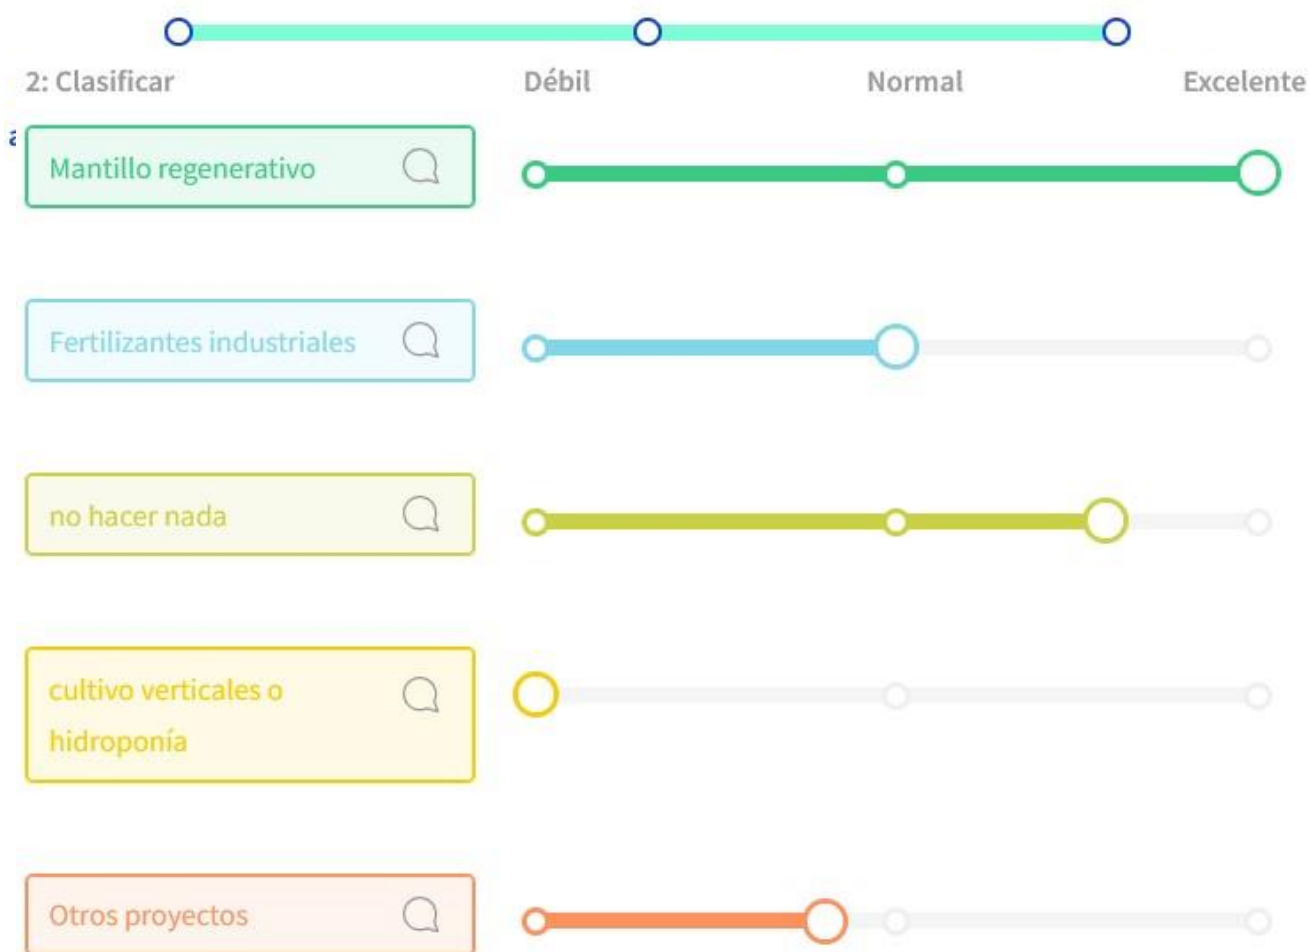 2: Clasificar Débil Normal Excelente
Mantillo regenerativo
Fertilizantes industriales
no hacer nada
cultivo verticales o
hidroponía
Otros proyectos